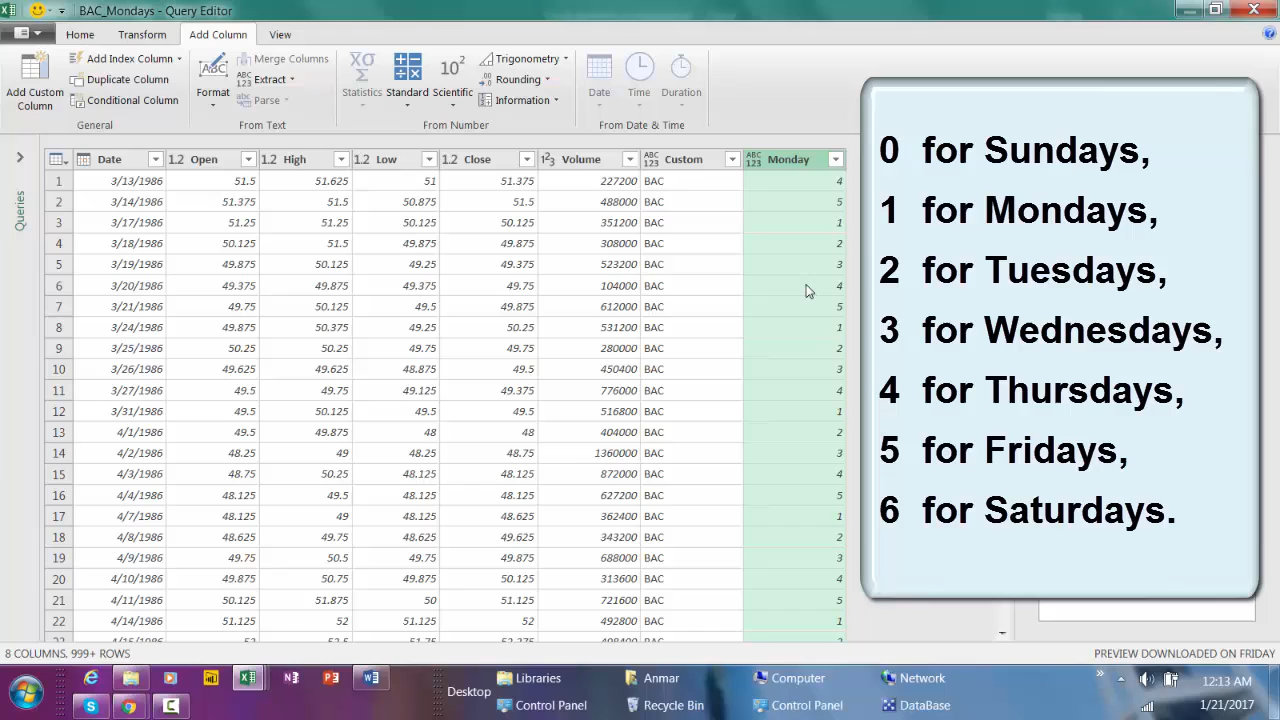 BAC_Mondays - Query Editor
Home Transform Add Column View
Add Custom Column
Add Index Column
Duplicate Column
Conditional Column
General
Format
Merge Columns
Extract
Parse
From Text
Statistics
Standard
Scientific
Trigonometry
Rounding
Information
From Number
Date
Time
Duration
From Date & Time
Queries
Date Open High Low Close Volume Custom Monday
1 3/13/1986 51.5 51.625 51 51.375 227200 BAC 4
2 3/14/1986 51.375 51.5 50.875 51.5 488000 BAC 5
3 3/17/1986 51.25 51.25 50.125 50.125 351200 BAC 1
4 3/18/1986 50.125 51.5 49.875 49.875 308000 BAC 2
5 3/19/1986 49.875 50.125 49.25 49.375 523200 BAC 3
6 3/20/1986 49.375 49.875 49.375 49.75 104000 BAC 4
7 3/21/1986 49.75 50.125 49.5 49.875 612000 BAC 5
8 3/24/1986 49.875 50.375 49.25 50.25 531200 BAC 1
9 3/25/1986 50.25 50.25 49.75 49.75 280000 BAC 2
10 3/26/1986 49.625 49.625 48.875 49.5 450400 BAC 3
11 3/27/1986 49.5 49.75 49.125 49.375 776000 BAC 4
12 3/31/1986 49.5 50.125 49.5 49.5 516800 BAC 1
13 4/1/1986 49.5 49.875 48 48 404000 BAC 2
14 4/2/1986 48.25 49 48.25 48.75 1360000 BAC 3
15 4/3/1986 48.75 50.25 48.125 48.125 872000 BAC 4
16 4/4/1986 48.125 49.5 48.125 48.125 627200 BAC 5
17 4/7/1986 48.125 49 48.125 48.625 362400 BAC 1
18 4/8/1986 48.625 49.75 48.625 49.625 343200 BAC 2
19 4/9/1986 49.75 50.5 49.75 49.875 688000 BAC 3
20 4/10/1986 49.875 50.75 49.875 50.125 313600 BAC 4
21 4/11/1986 50.125 51.875 50 51.125 721600 BAC 5
22 4/14/1986 51.125 52 51.125 52 492800 BAC 1
0 for Sundays,
1 for Mondays,
2 for Tuesdays,
3 for Wednesdays,
4 for Thursdays,
5 for Fridays,
6 for Saturdays.
8 COLUMNS. 999+ ROWS
PREVIEW DOWNLOADED ON FRIDAY
Desktop
Libraries
Control Panel
Anmar
Recycle Bin
Computer
Control Panel
Network
DataBase
12:13 AM
1/21/2017